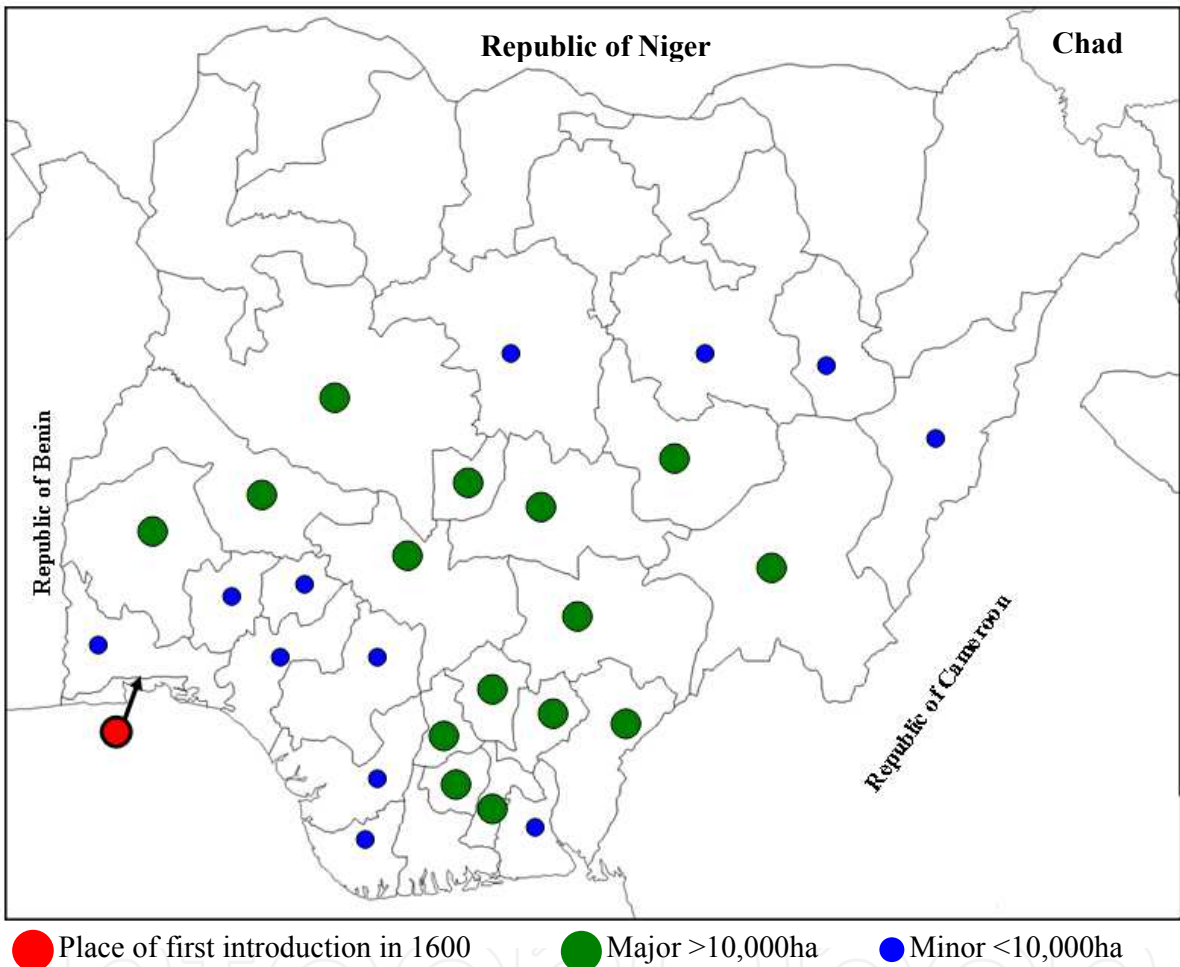 Republic of Niger
Chad
Republic of Benin
Republic of Cameroon
Place of first introduction in 1600
Major >10,000ha
Minor <10,000ha